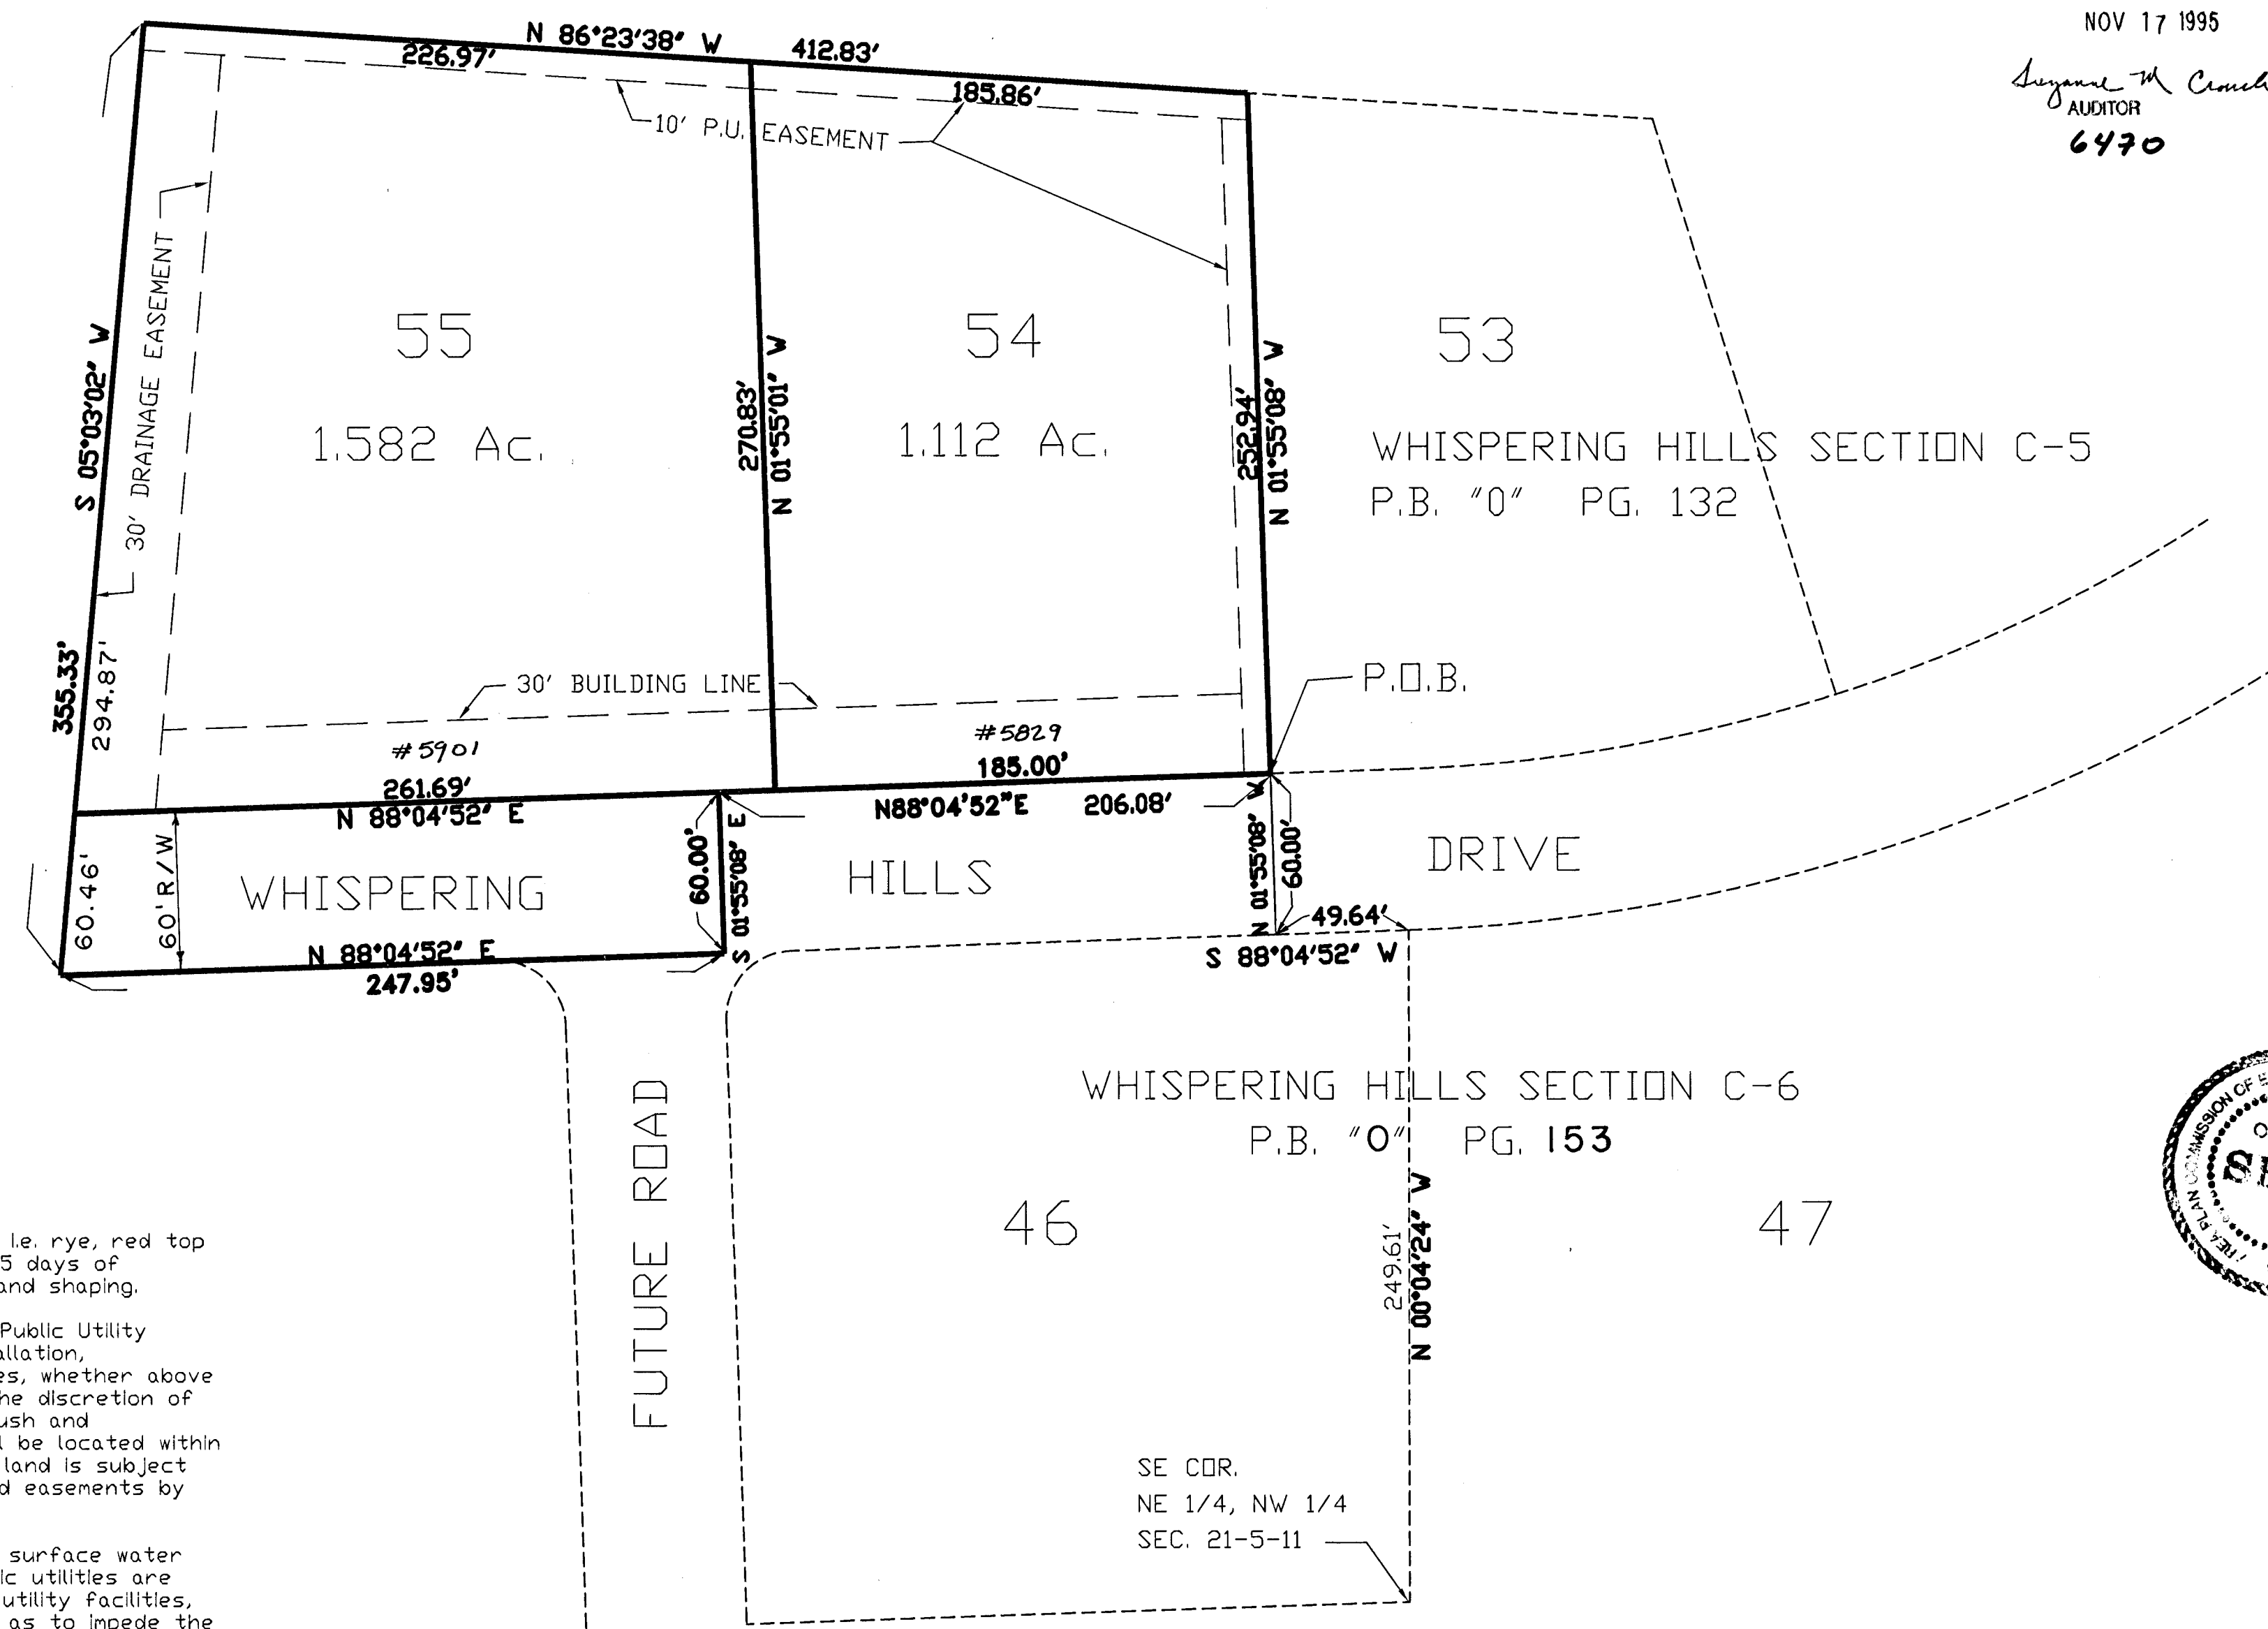 NOV 17 1995
Suzanne M Crouch
AUDITOR
6470
N 86°23'38" W 412.83'
226.97'
185.86'
10' P.U. EASEMENT
S 05°03'02" W
355.33'
294.87'
30' DRAINAGE EASEMENT
55
1.582 Ac.
270.83'
N 01°55'01" W
54
1.112 Ac.
252.94'
N 01°55'08" W
53
WHISPERING HILLS SECTION C-5
P.B. "O" PG. 132
30' BUILDING LINE
P.O.B.
#5901
261.69'
N 88°04'52" E
#5829
185.00'
N88°04'52"E 206.08'
60.46'
60' R/W
WHISPERING HILLS DRIVE
60.00'
S 01°55'08" E
N 01°55'08" W
60.00'
49.64'
S 88°04'52" W
N 88°04'52" E
247.95'
FUTURE ROAD
WHISPERING HILLS SECTION C-6
P.B. "O" PG. 153
46
249.61'
N 00°04'24" W
47
SE COR.
NE 1/4, NW 1/4
SEC. 21-5-11
I.e. rye, red top
5 days of
and shaping.
Public Utility
allation,
es, whether above
he discretion of
ush and
l be located within
land is subject
d easements by
surface water
ic utilities are
utility facilities,
as to impede the
AREA PLAN COMMISSION OF E